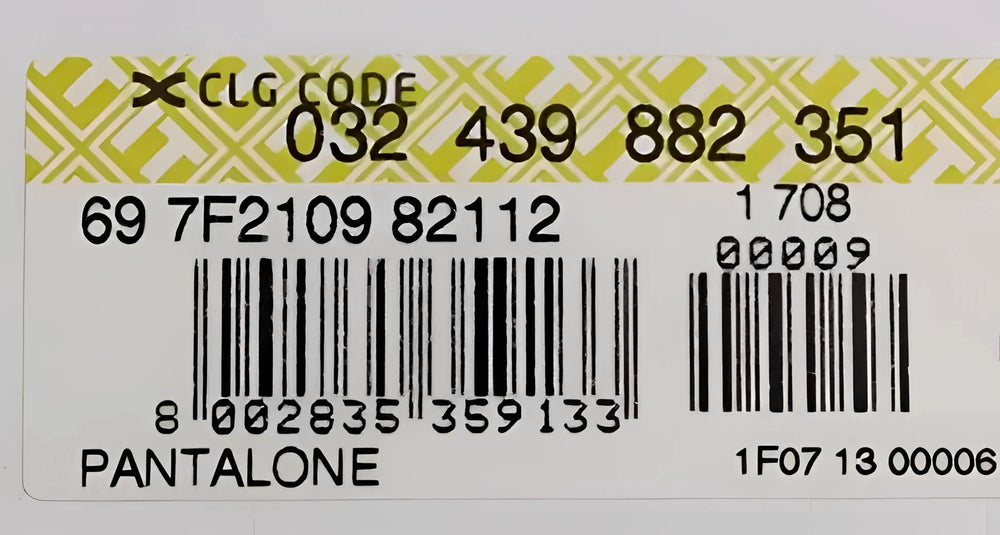 CLG CODE
032 439 882 351
69 7F2109 82112
1 708
00009
8 002835 359133
PANTALONE
1F07 13 00006